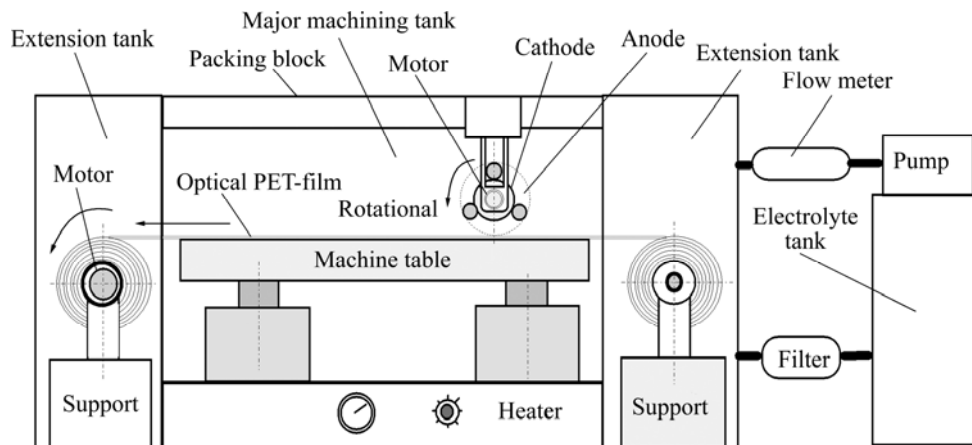 Major machining tank
Extension tank
Packing block
Motor
Cathode
Anode
Extension tank
Flow meter
Pump
Motor
Optical PET-film
Rotational
Electrolyte
tank
Machine table
Support
Heater
Support
Filter